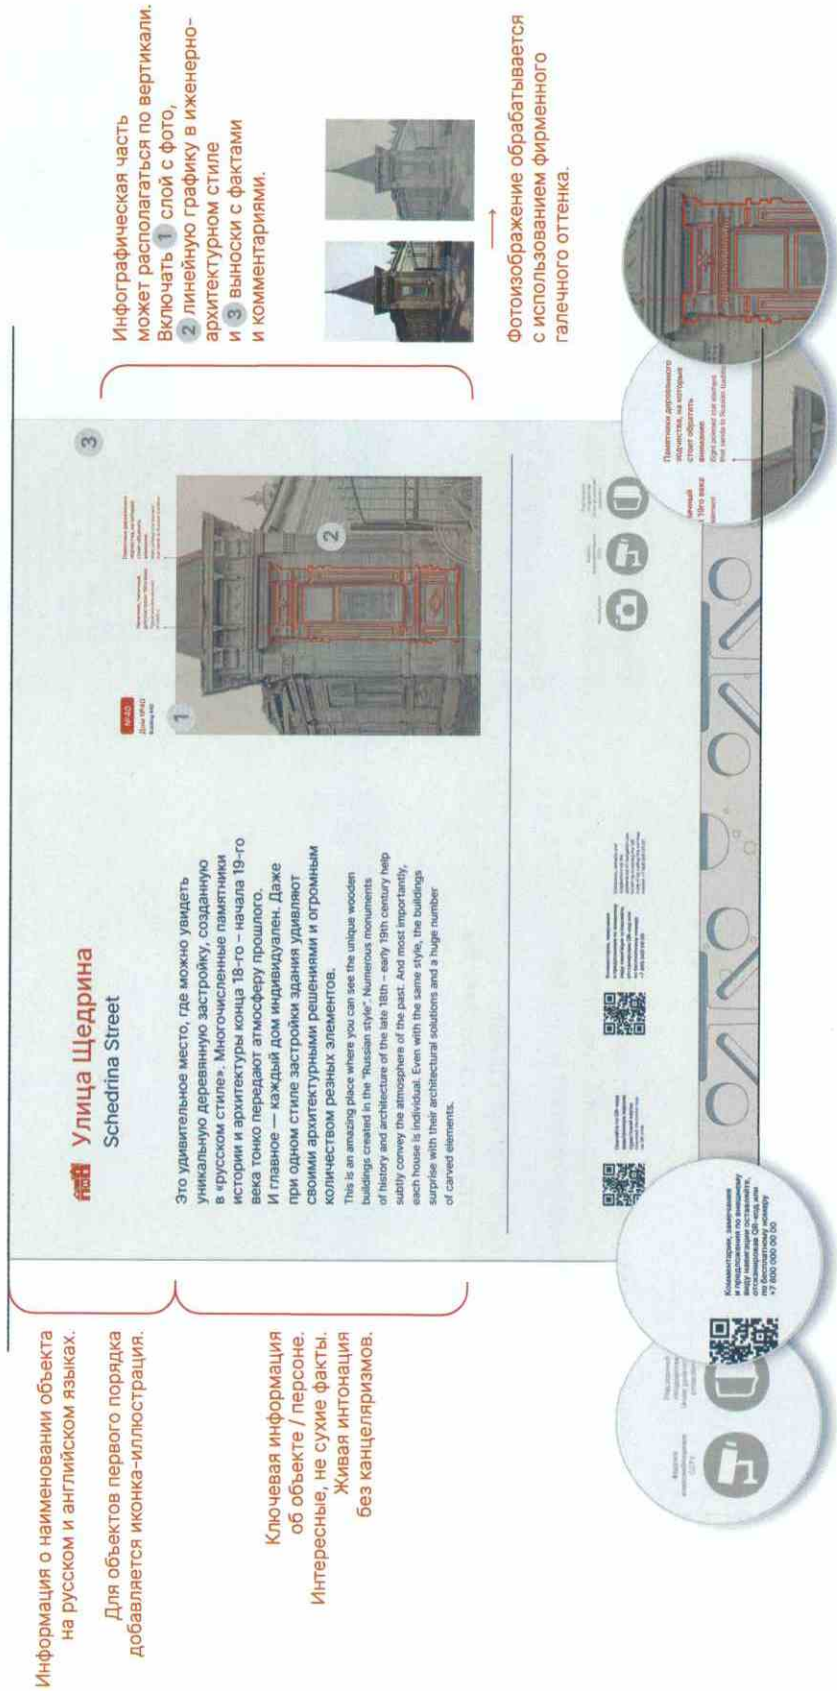 Информация о наименовании объекта
на русском и английском языках.
Для объектов первого порядка
добавляется иконка-иллюстрация.
Ключевая информация
об объекте / персоне.
Интересные, не сухие факты.
Живая интонация
без канцеляризмов.
Улица Щедрина
Schedrina Street
Это удивительное место, где можно увидеть
уникальную деревянную застройку, созданную
в «русском стиле». Многочисленные памятники
истории и архитектуры конца 18-го – начала 19-го
века тонко передают атмосферу прошлого.
И главное — каждый дом индивидуален. Даже
при одном стиле застройки здания удивляют
своими архитектурными решениями и огромным
количеством резных элементов.
This is an amazing place where you can see the unique wooden
buildings created in the "Russian style". Numerous monuments
of history and architecture of the late 18th – early 19th century help
subtly convey the atmosphere of the past. And most importantly,
each house is individual. Even with the same style, the buildings
surprise with their architectural solutions and a huge number
of carved elements.
№40
Дом №40
1
2
3
Инфографическая часть
может располагаться по вертикали.
Включать 1 слой с фото,
2 линейную графику в иженерно-
архитектурном стиле
и 3 выноски с фактами
и комментариями.
Фотоизображение обрабатывается
с использованием фирменного
галечного оттенка.
Комментарии, замечания
и предложения по внешнему
виду навигации оставляйте,
отсканировав QR-код или
по бесплатному номеру
+7 800 000 00 00
Видео
CCTV
Памятники деревянного
зодчества, на которые
стоит обратить
внимание